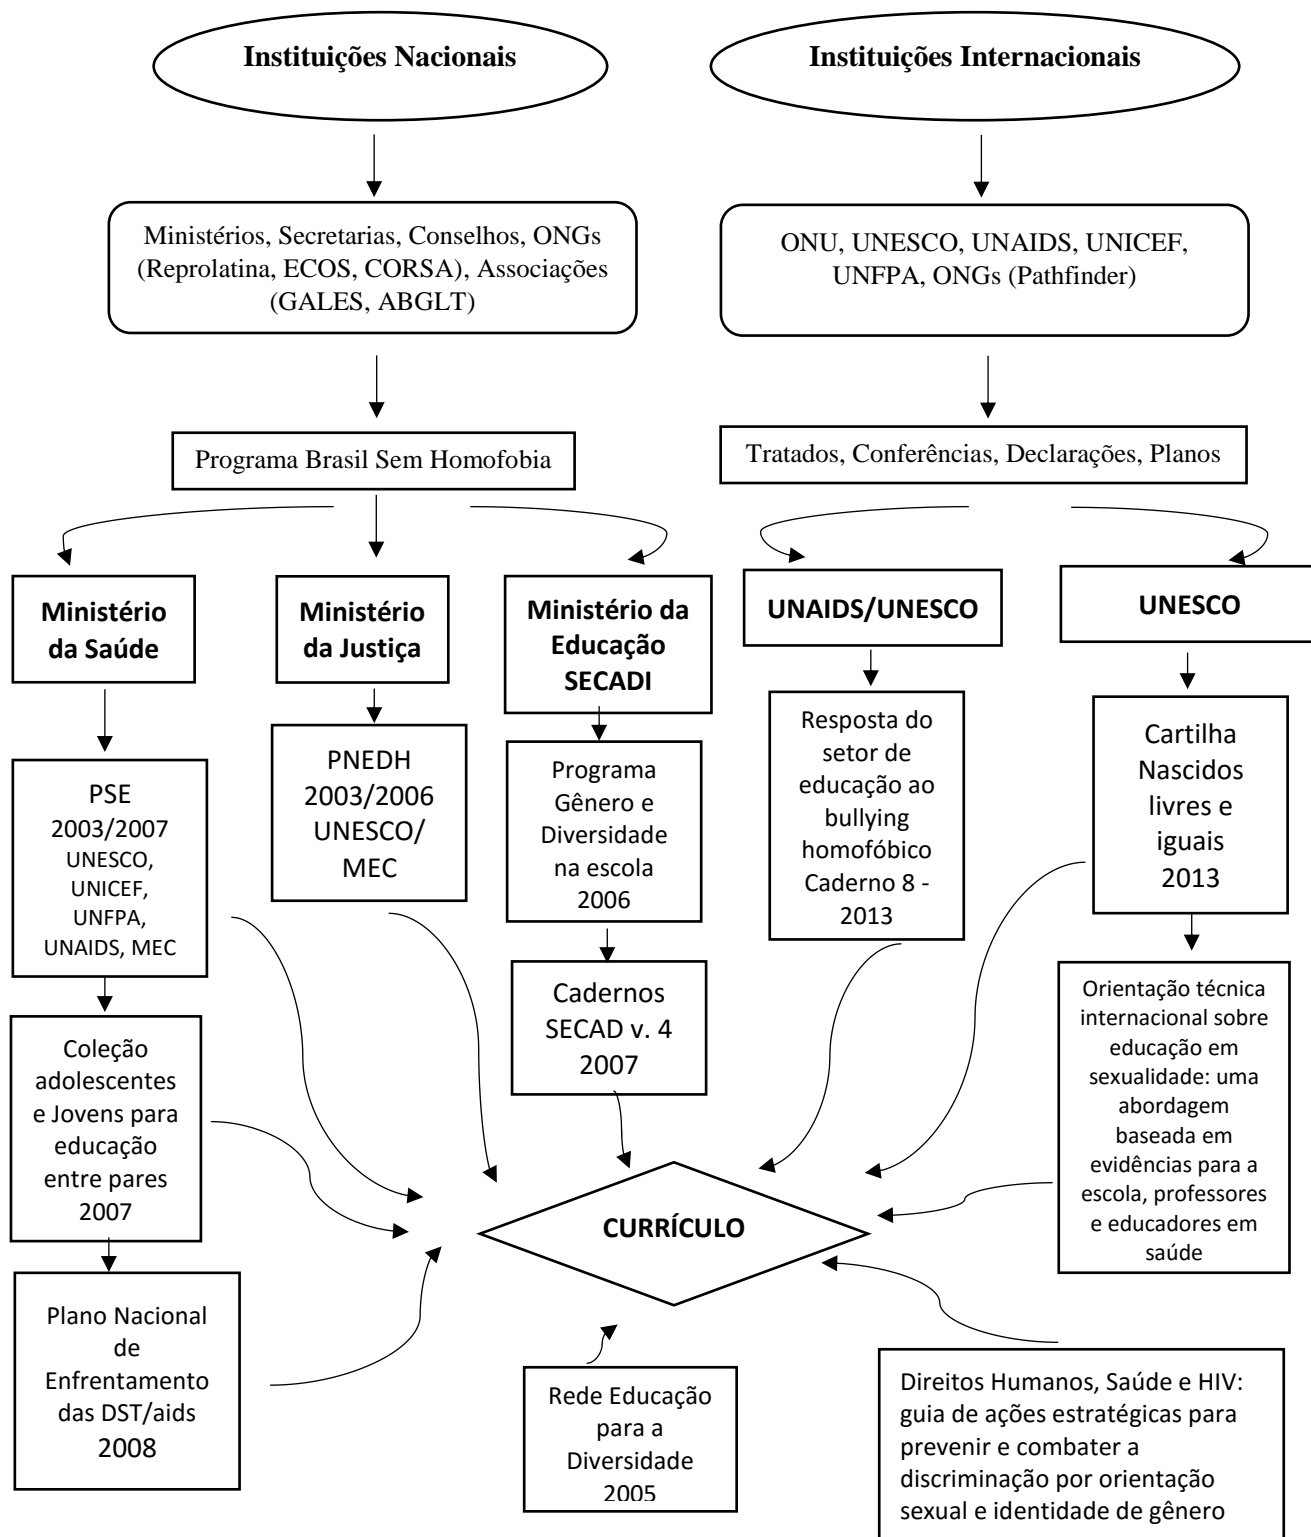 Instituições Nacionais
Instituições Internacionais
Ministérios, Secretarias, Conselhos, ONGs
(Reprolatina, ECOS, CORSA), Associações
(GALES, ABGLT)
ONU, UNESCO, UNAIDS, UNICEF,
UNFPA, ONGs (Pathfinder)
Programa Brasil Sem Homofobia
Tratados, Conferências, Declarações, Planos
Ministério
da Saúde
Ministério
da Justiça
Ministério da
Educação
SECADI
UNAIDS/UNESCO
UNESCO
PSE
2003/2007
UNESCO,
UNICEF,
UNFPA,
UNAIDS, MEC
PNEDH
2003/2006
UNESCO/
MEC
Programa
Gênero e
Diversidade
na escola
2006
Resposta do
setor de
educação ao
bullying
homofóbico
Caderno 8 -
2013
Cartilha
Nascidos
livres e
iguais
2013
Coleção
adolescentes
e Jovens para
educação
entre pares
2007
Cadernos
SECAD v. 4
2007
Orientação técnica
internacional sobre
educação em
sexualidade: uma
abordagem
baseada em
evidências para a
escola, professores
e educadores em
saúde
CURRÍCULO
Plano Nacional
de
Enfrentamento
das DST/aids
2008
Rede Educação
para a
Diversidade
2005
Direitos Humanos, Saúde e HIV:
guia de ações estratégicas para
prevenir e combater a
discriminação por orientação
sexual e identidade de gênero